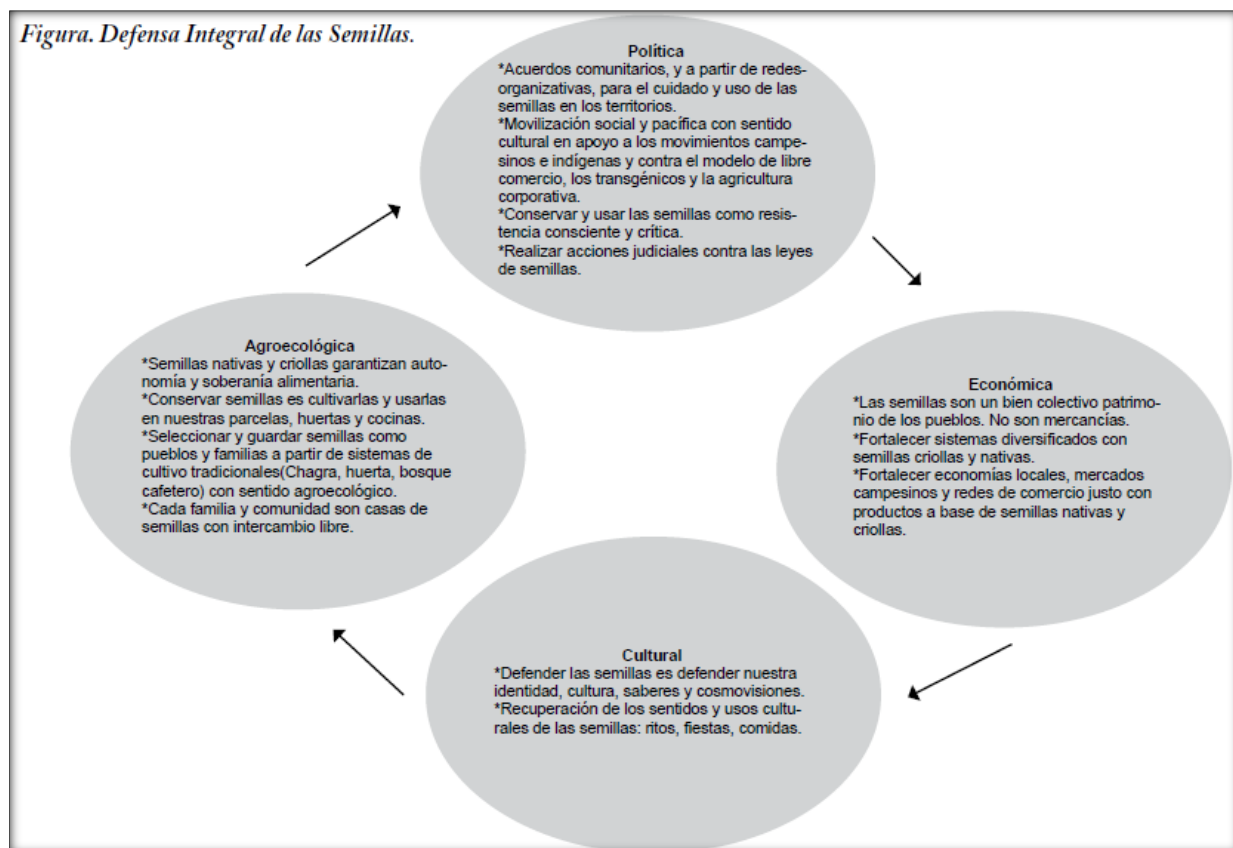 Figura. Defensa Integral de las Semillas.
Política
*Acuerdos comunitarios, y a partir de redes-
organizativas, para el cuidado y uso de las
semillas en los territorios.
*Movilización social y pacífica con sentido
cultural en apoyo a los movimientos campe-
sinos e indígenas y contra el modelo de libre
comercio, los transgénicos y la agricultura
corporativa.
*Conservar y usar las semillas como resis-
tencia consciente y crítica.
*Realizar acciones judiciales contra las leyes
de semillas.
Económica
*Las semillas son un bien colectivo patrimo-
nio de los pueblos. No son mercancías.
*Fortalecer sistemas diversificados con
semillas criollas y nativas.
*Fortalecer economías locales, mercados
campesinos y redes de comercio justo con
productos a base de semillas nativas y
criollas.
Cultural
*Defender las semillas es defender nuestra
identidad, cultura, saberes y cosmovisiones.
*Recuperación de los sentidos y usos cultu-
rales de las semillas: ritos, fiestas, comidas.
Agroecológica
*Semillas nativas y criollas garantizan auto-
nomía y soberanía alimentaria.
*Conservar semillas es cultivarlas y usarlas
en nuestras parcelas, huertas y cocinas.
*Seleccionar y guardar semillas como
pueblos y familias a partir de sistemas de
cultivo tradicionales(Chagra, huerta, bosque
cafetero) con sentido agroecológico.
*Cada familia y comunidad son casas de
semillas con intercambio libre.